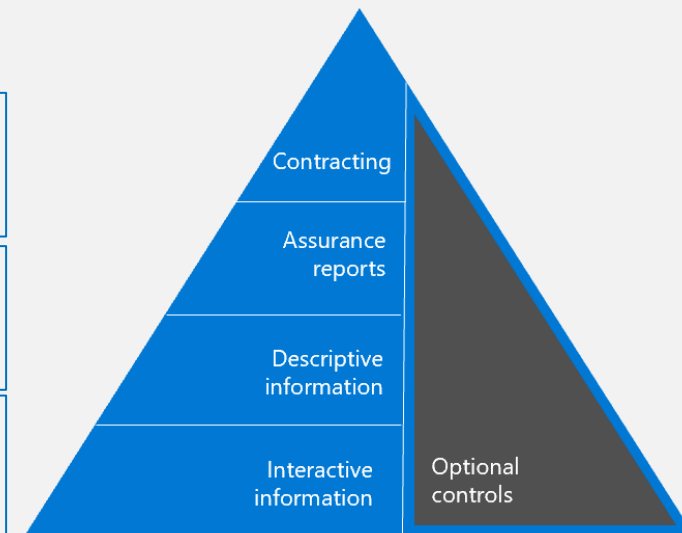 Contracting
Assurance
reports
Descriptive
information
Interactive
information
Optional
controls